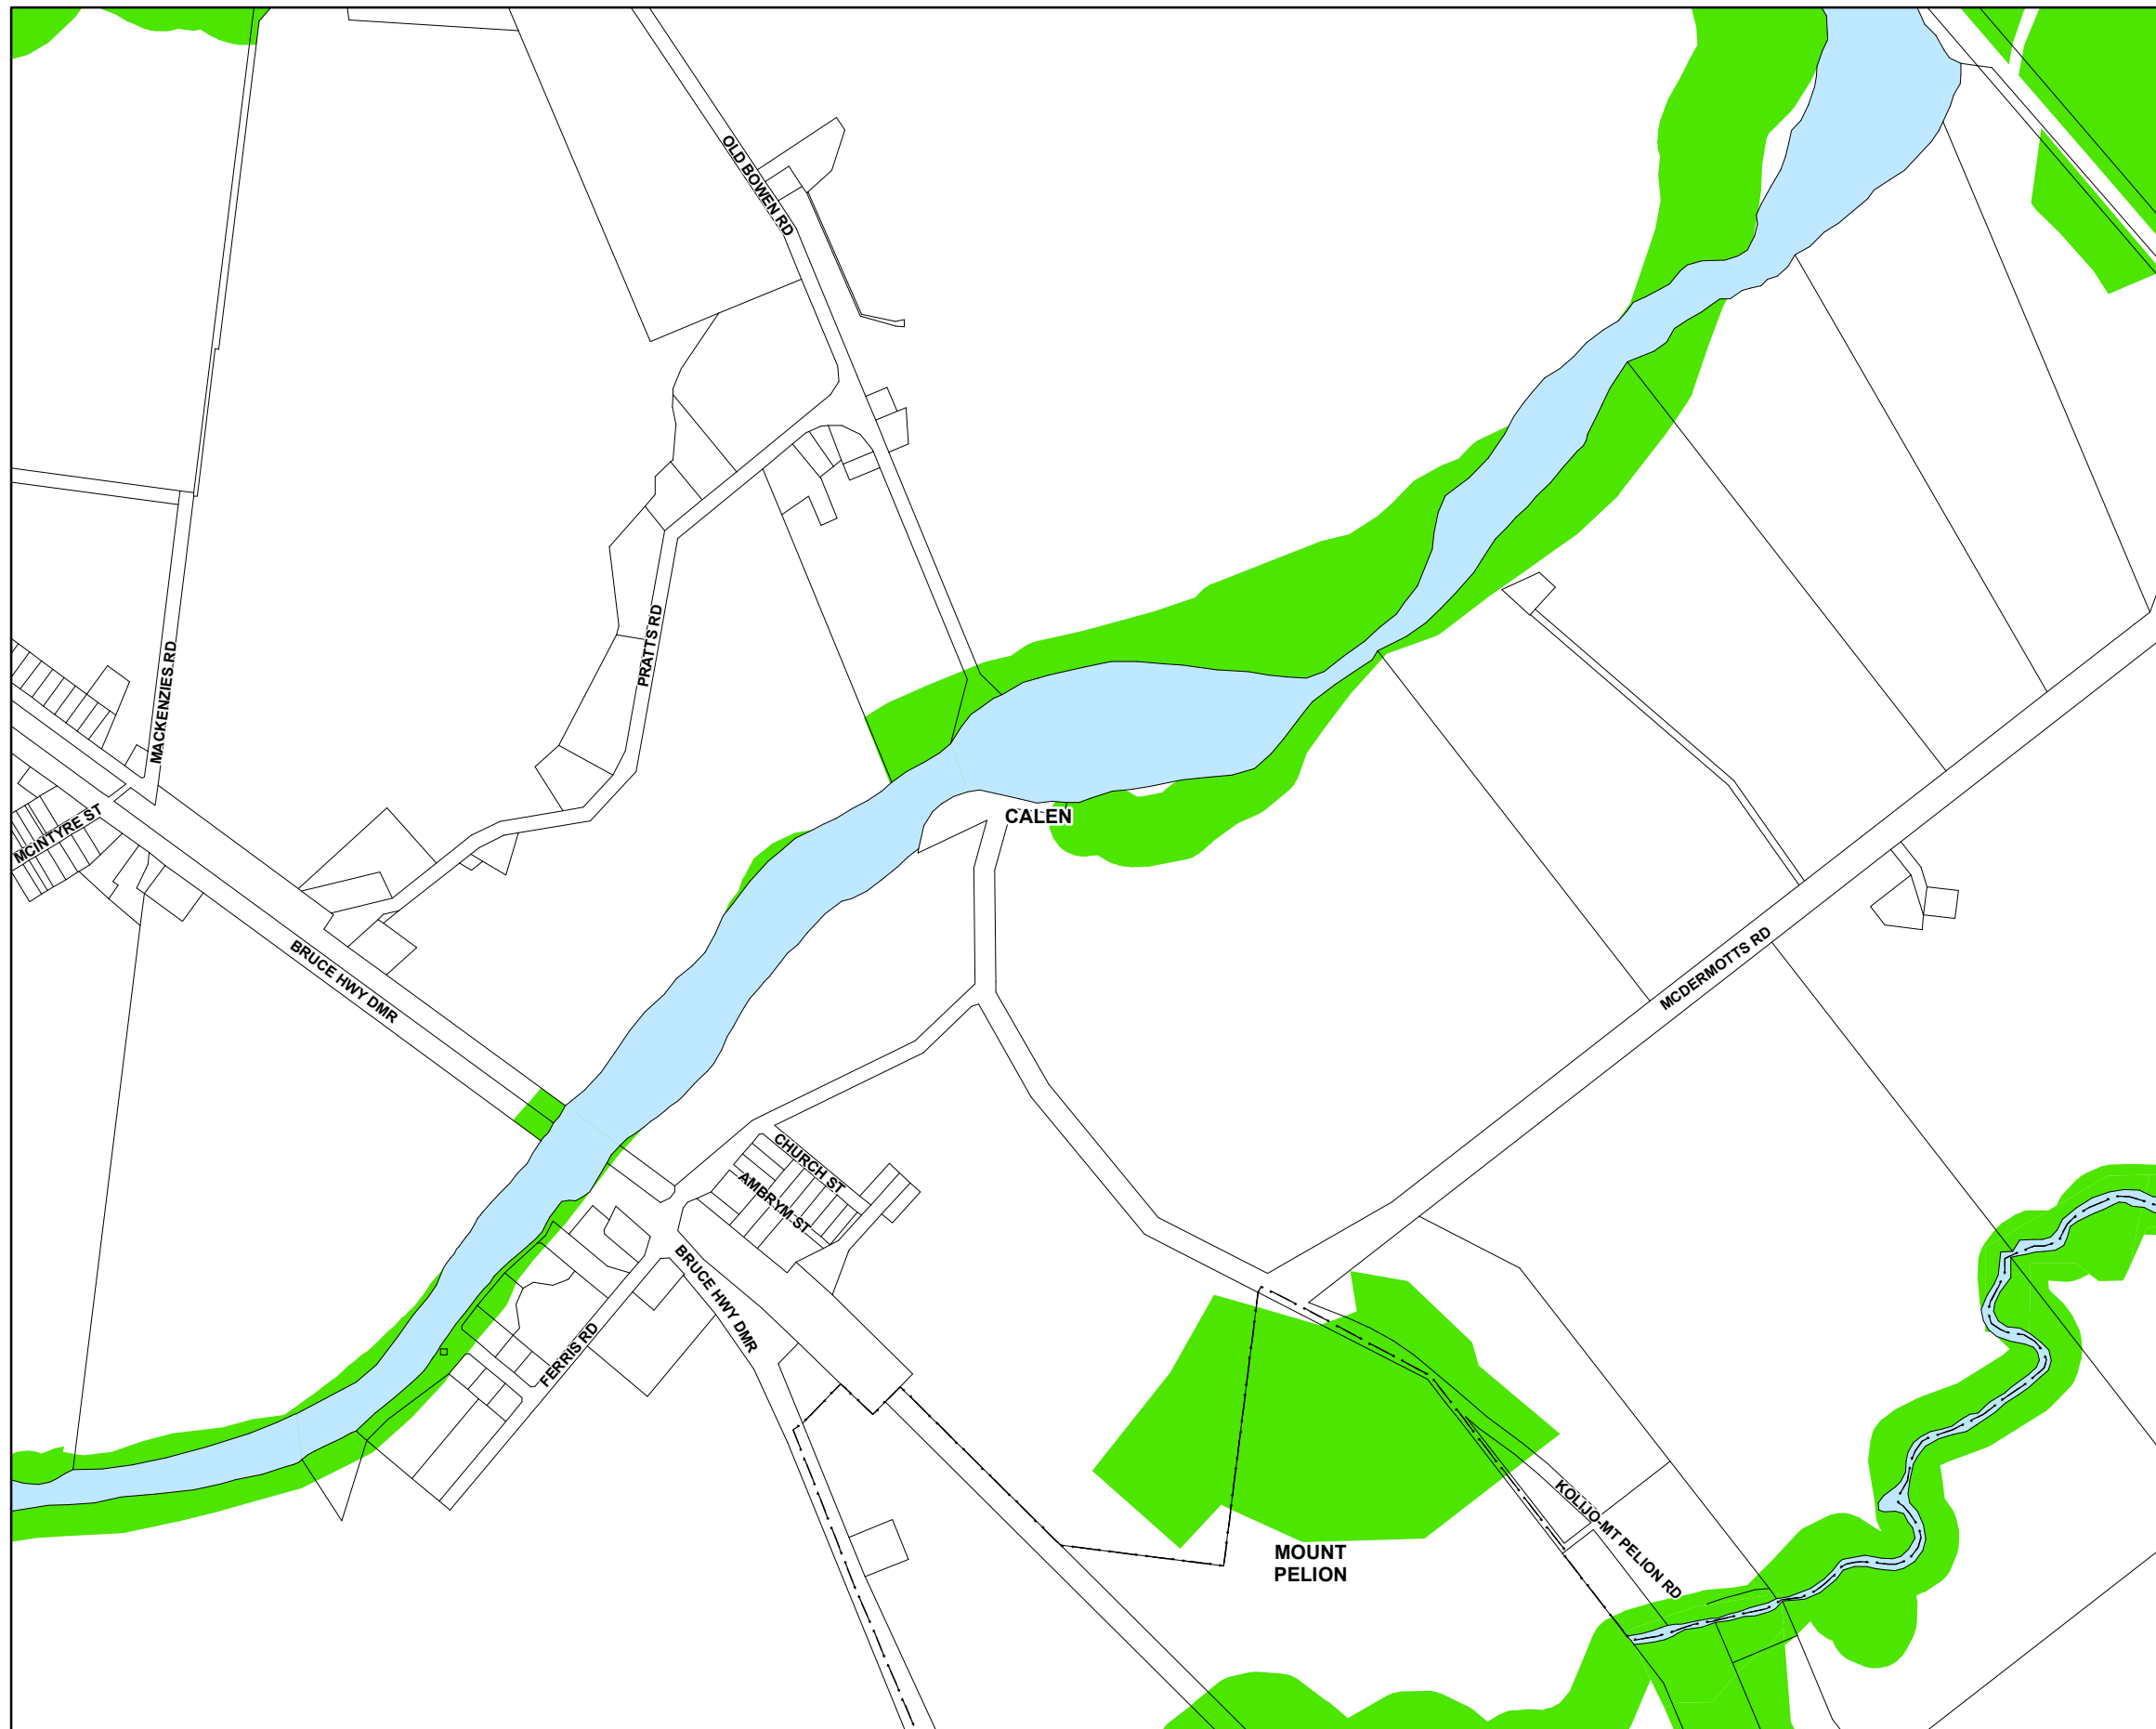 OLD BOWEN RD
PRATTS RD
MACKENZIES RD
MCINTYRE ST
CALEN
BRUCE HWY DMR
MCDERMOTTS RD
CHURCH ST
AMBRYM ST
BRUCE HWY DMR
FERRIS RD
KOLIJO-MT PELION RD
MOUNT
PELION